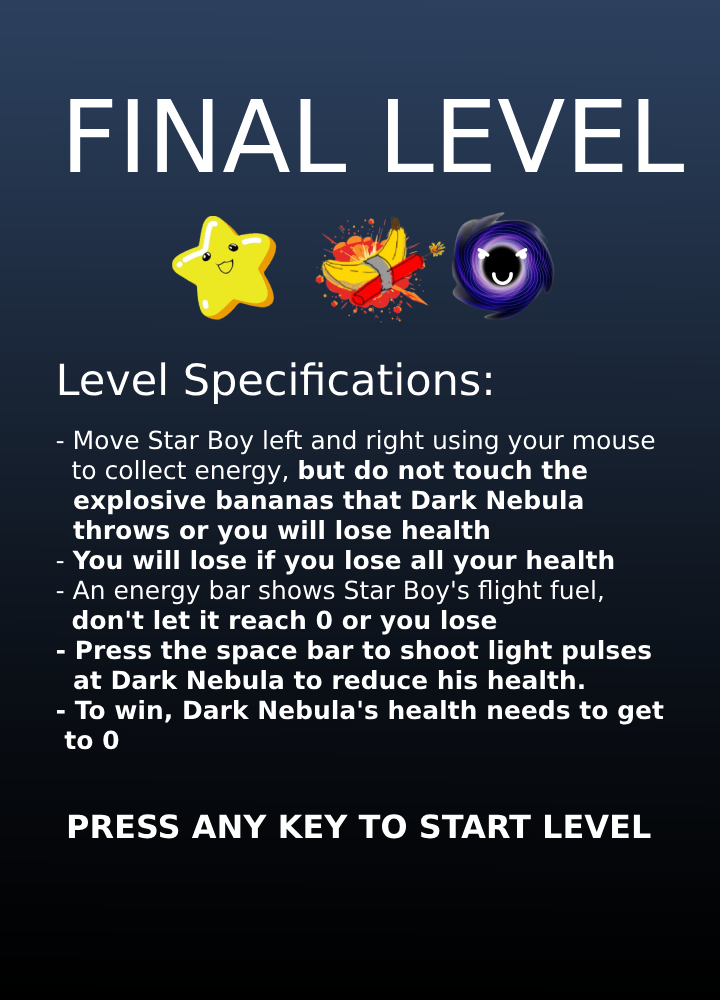 FINAL LEVEL
Level Specifications:
- Move Star Boy left and right using your mouse
to collect energy, but do not touch the
explosive bananas that Dark Nebula
throws or you will lose health
- You will lose if you lose all your health
- An energy bar shows Star Boy's flight fuel,
don't let it reach 0 or you lose
- Press the space bar to shoot light pulses
at Dark Nebula to reduce his health.
- To win, Dark Nebula's health needs to get
to 0
PRESS ANY KEY TO START LEVEL